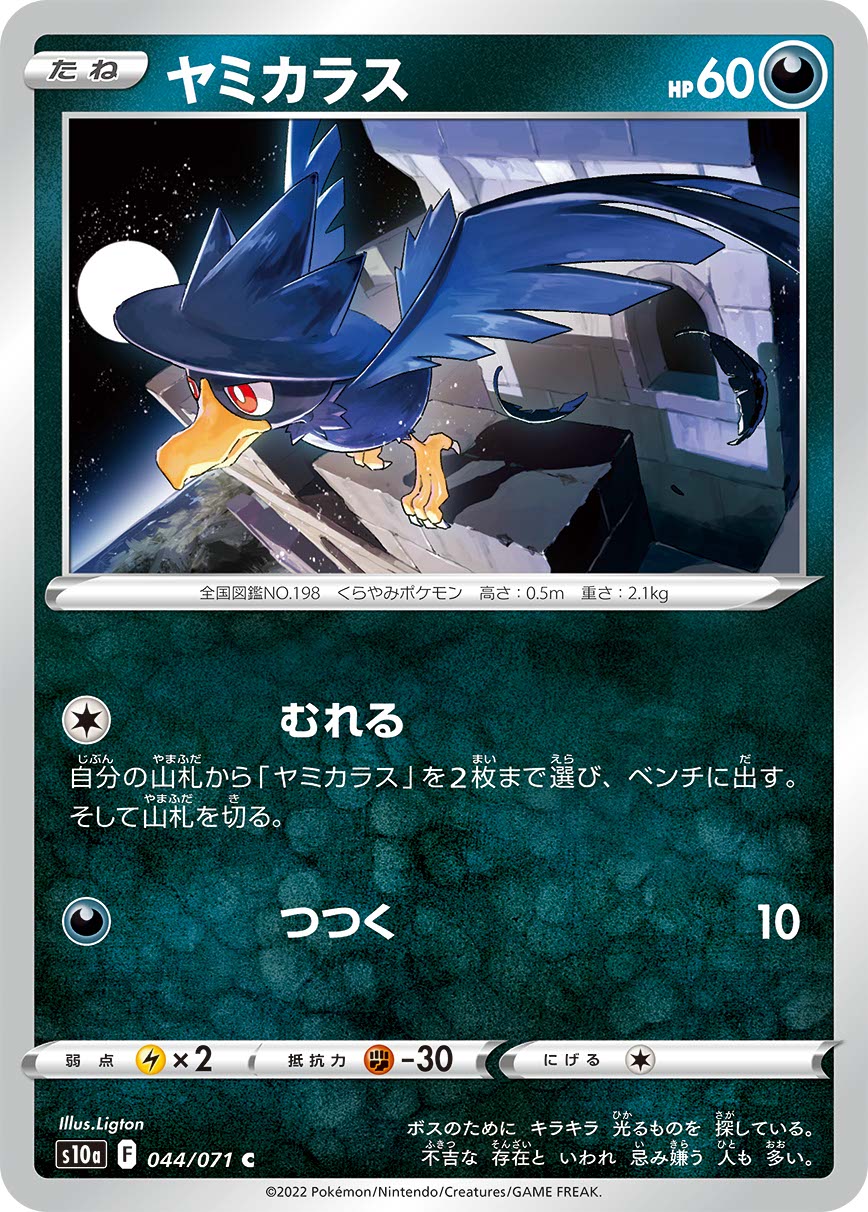 たね ヤミカラス HP60
全国図鑑NO.198 くらやみポケモン 高さ:0.5m 重さ:2.1kg
むれる
自分の山札から「ヤミカラス」を2枚まで選び、ベンチに出す。
そして山札を切る。
つつく 10
弱点 ×2 抵抗力 -30 にげる
Illus.Ligton
ボスのために キラキラ 光るものを 探している。
不吉な 存在と いわれ 忌み嫌う 人も 多い。
s10a F 044/071 C
©2022 Pokémon/Nintendo/Creatures/GAME FREAK.